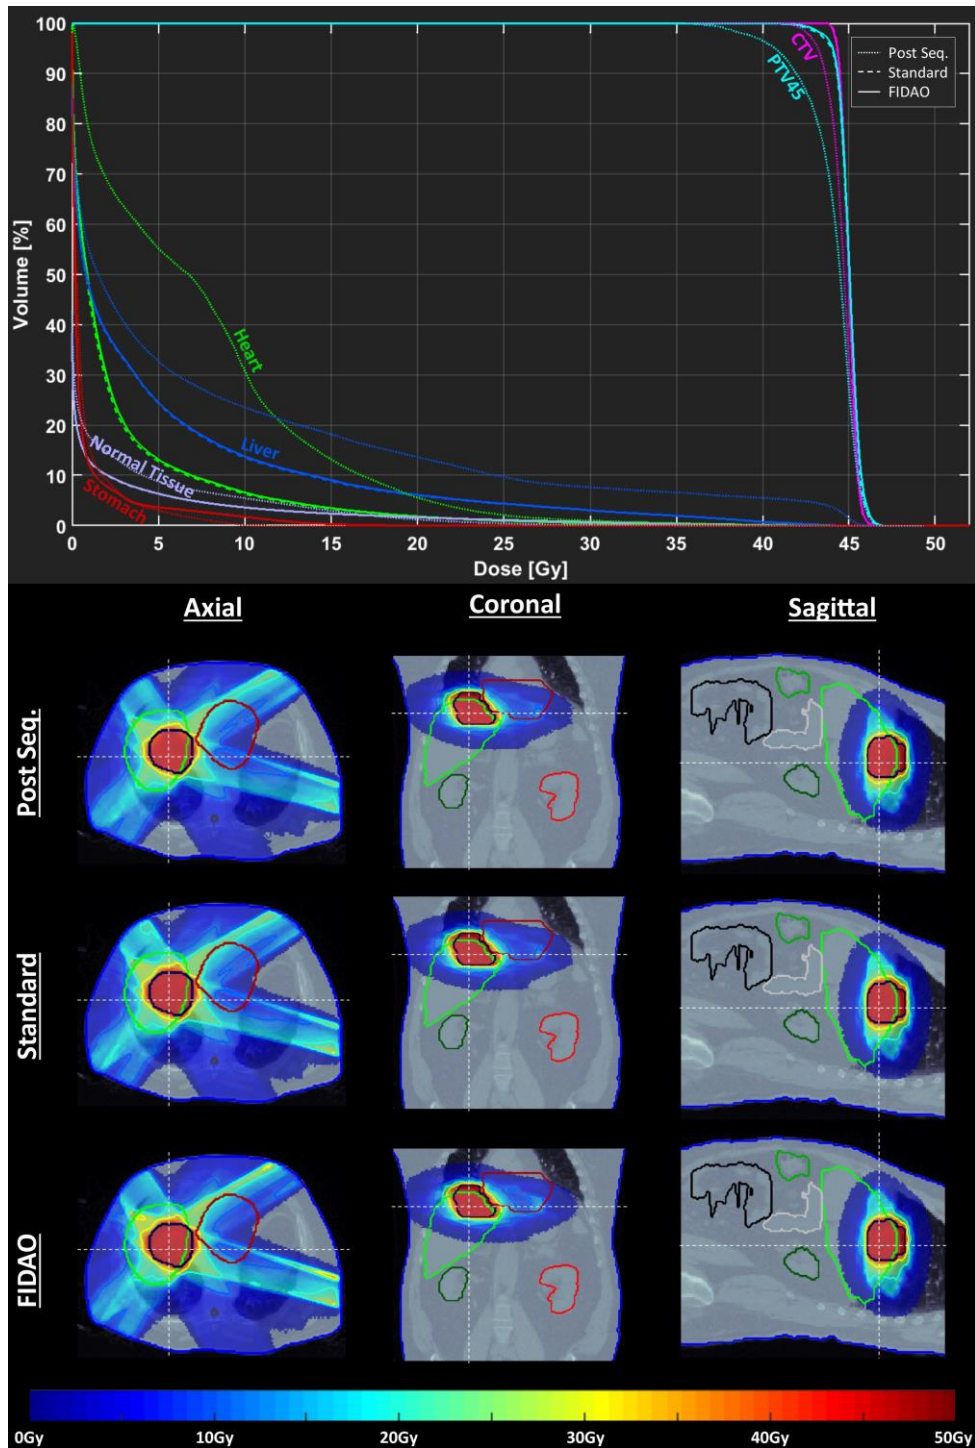 100
90
80
70
60
50
40
30
20
10
0
Volume [%]
CTV
PTV45
Post Seq.
Standard
FIDAO
Heart
Liver
Normal Tissue
Stomach
0 5 10 15 20 25 30 35 40 45 50
Dose [Gy]
Axial Coronal Sagittal
Post Seq.
Standard
FIDAO
0Gy 10Gy 20Gy 30Gy 40Gy 50Gy